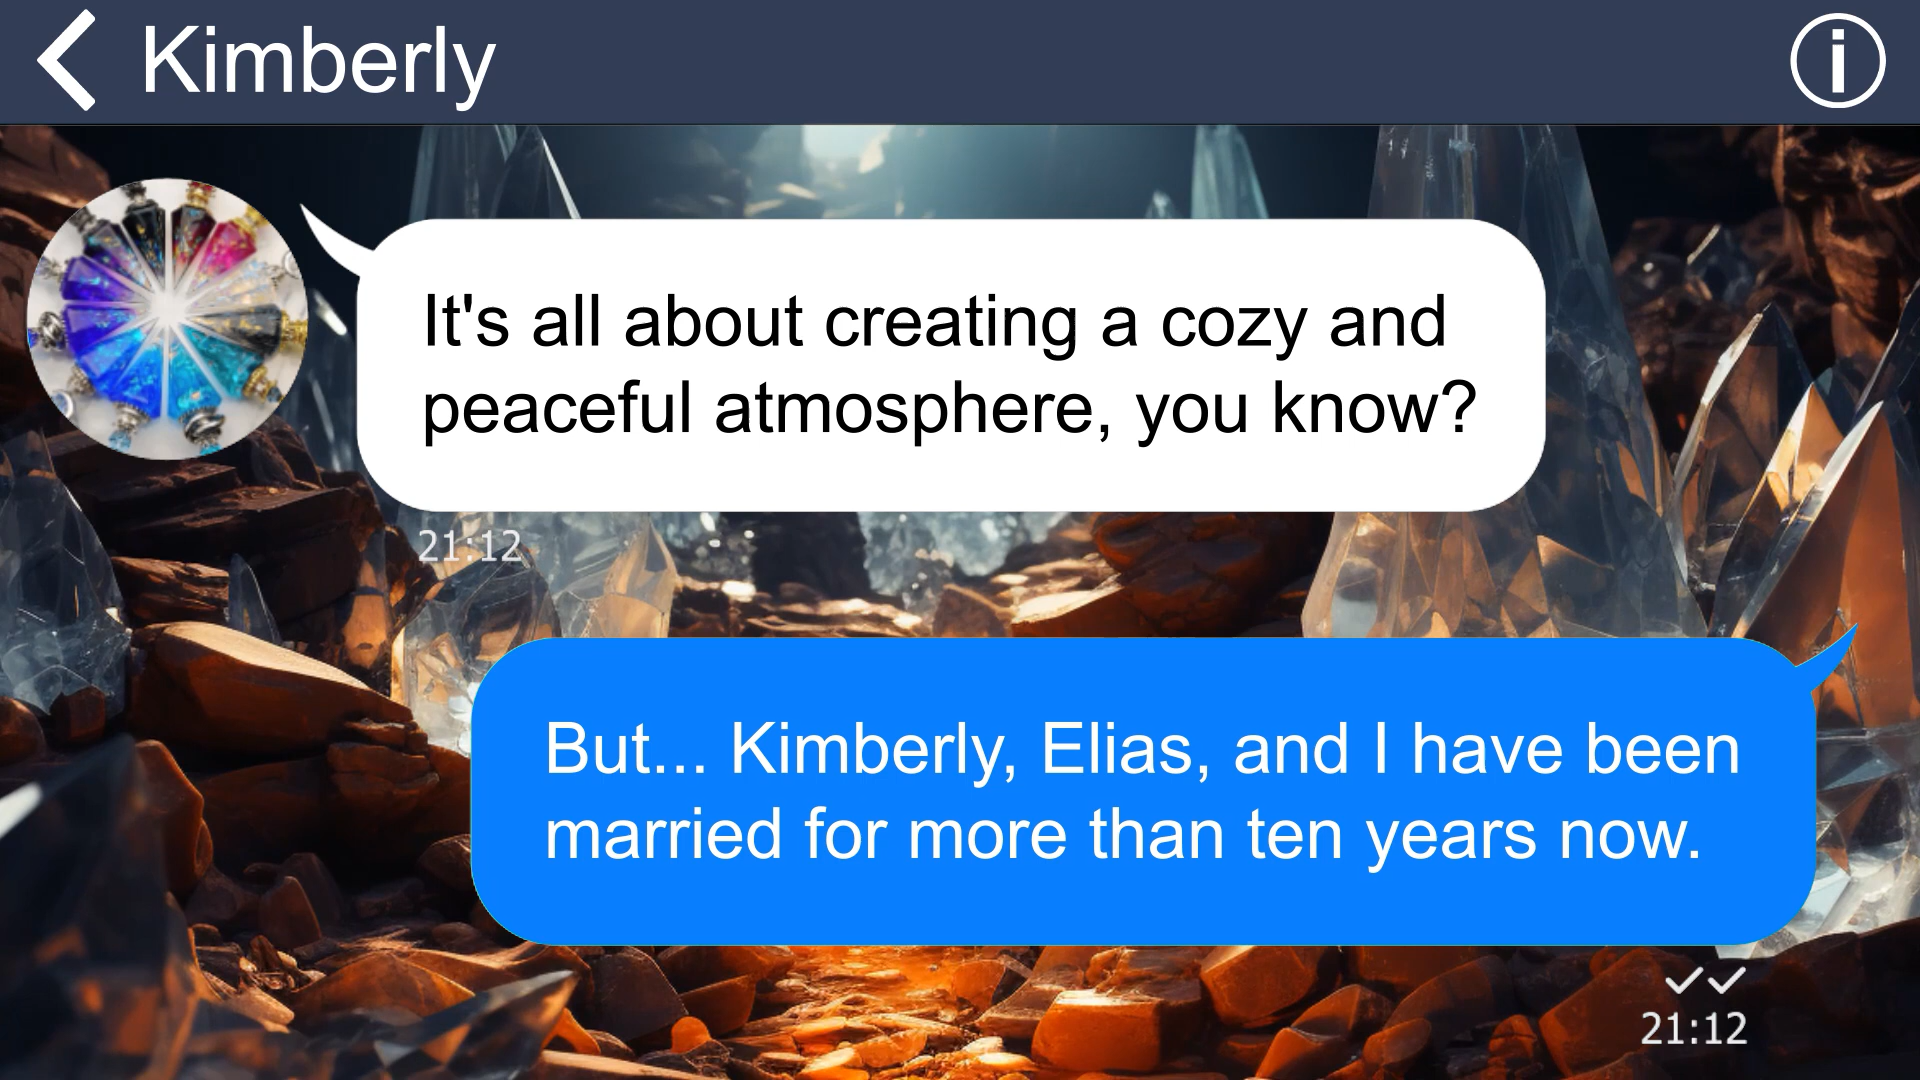 Kimberly
It's all about creating a cozy and
peaceful atmosphere, you know?
21:12
But... Kimberly, Elias, and I have been
married for more than ten years now.
21:12